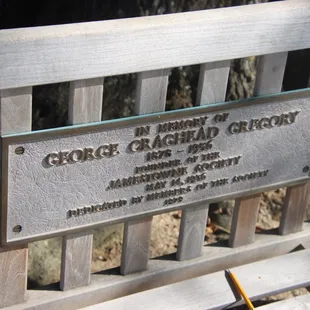 IN MEMORY OF
GEORGE CRAGHEAD GREGORY
1878 - 1956
FOUNDER OF THE
JAMESTOWNE SOCIETY
MAY 14, 1936
DEDICATED BY MEMBERS OF THE SOCIETY